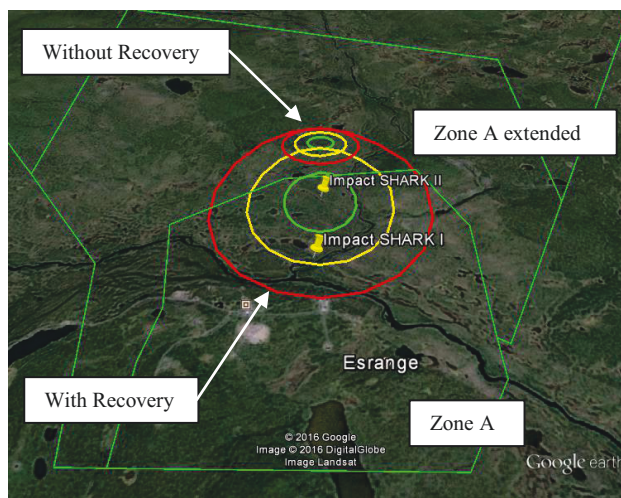 Without Recovery
Zone A extended
Impact SHARK II
Impact SHARK I
Esrange
With Recovery
Zone A
© 2016 Google
Image © 2016 DigitalGlobe
Image Landsat
Google earth